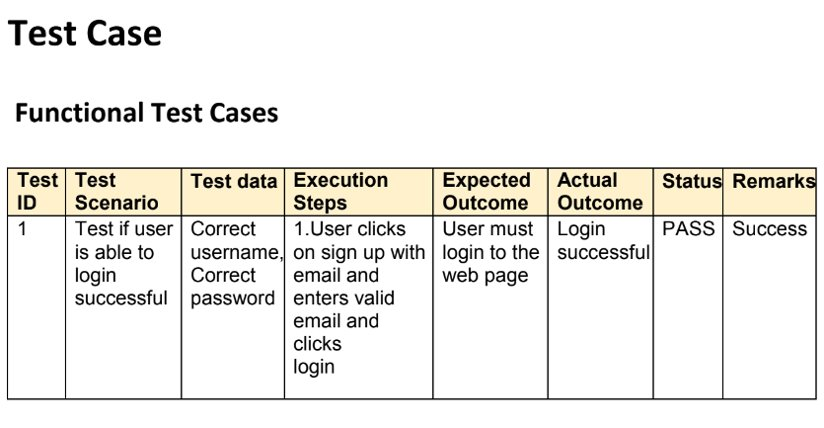 Test Case
Functional Test Cases
Test ID
Test Scenario
Test data
Execution Steps
Expected Outcome
Actual Outcome
Status
Remarks
1
Test if user
is able to
login
successful
Correct
username,
Correct
password
1.User clicks
on sign up with
email and
enters valid
email and
clicks
login
User must
login to the
web page
Login
successful
PASS
Success